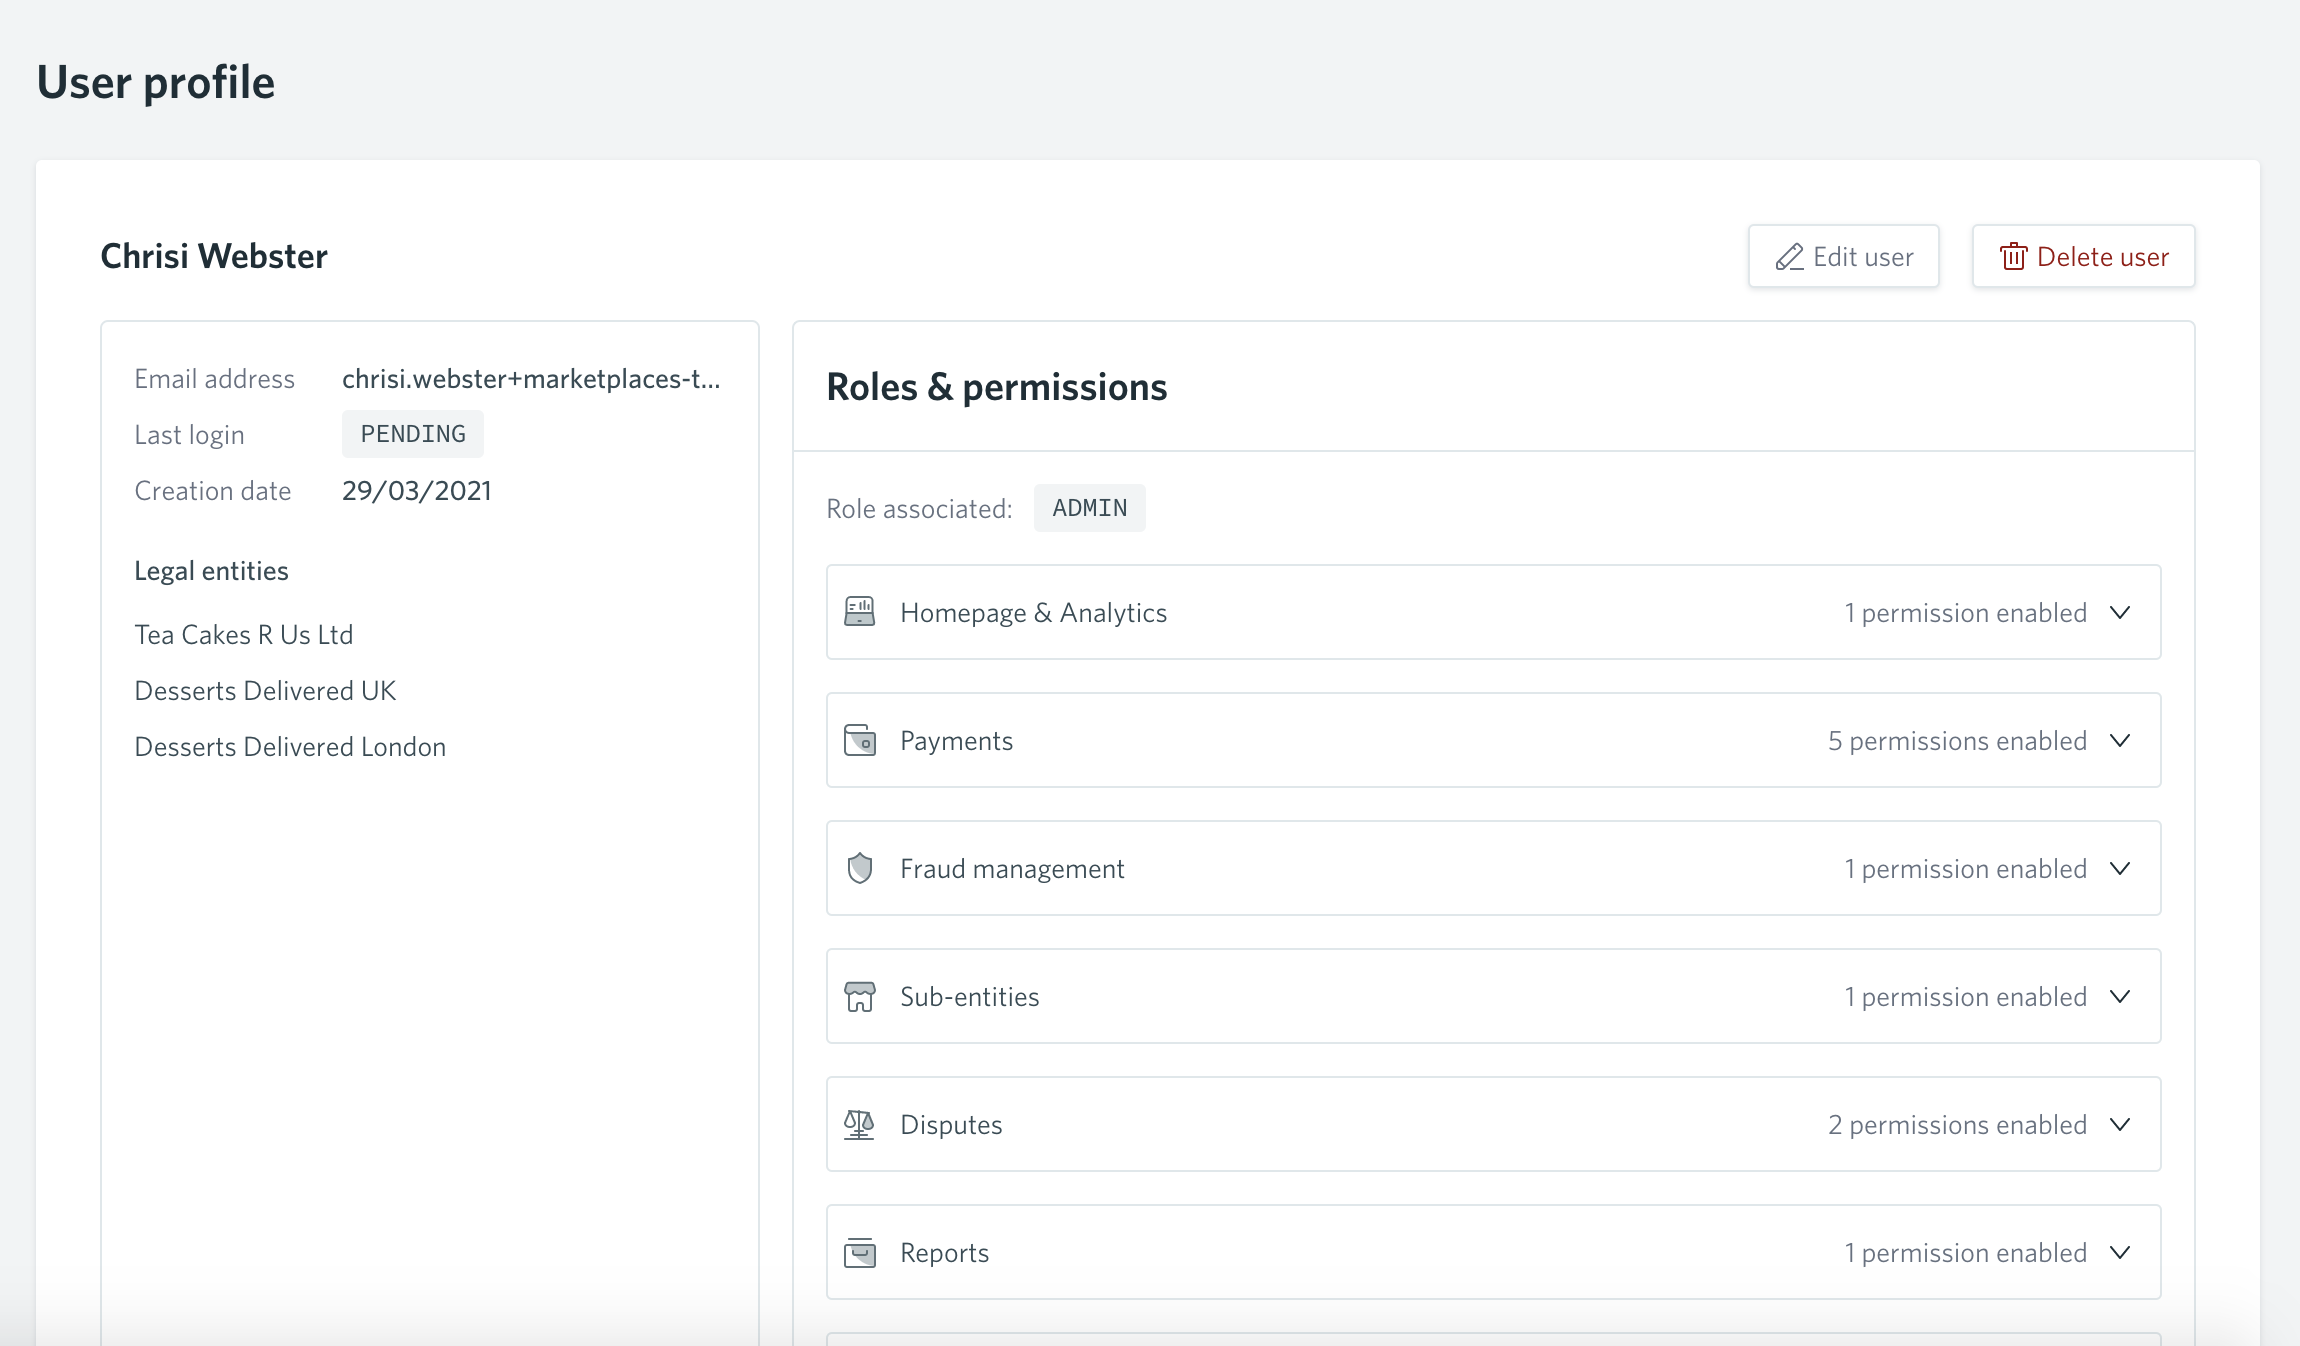 User profile
Chrisi Webster
Edit user
Delete user
Email address chrisi.webster+marketplaces-t...
Last login PENDING
Creation date 29/03/2021
Legal entities
Tea Cakes R Us Ltd
Desserts Delivered UK
Desserts Delivered London
Roles & permissions
Role associated: ADMIN
Homepage & Analytics 1 permission enabled
Payments 5 permissions enabled
Fraud management 1 permission enabled
Sub-entities 1 permission enabled
Disputes 2 permissions enabled
Reports 1 permission enabled